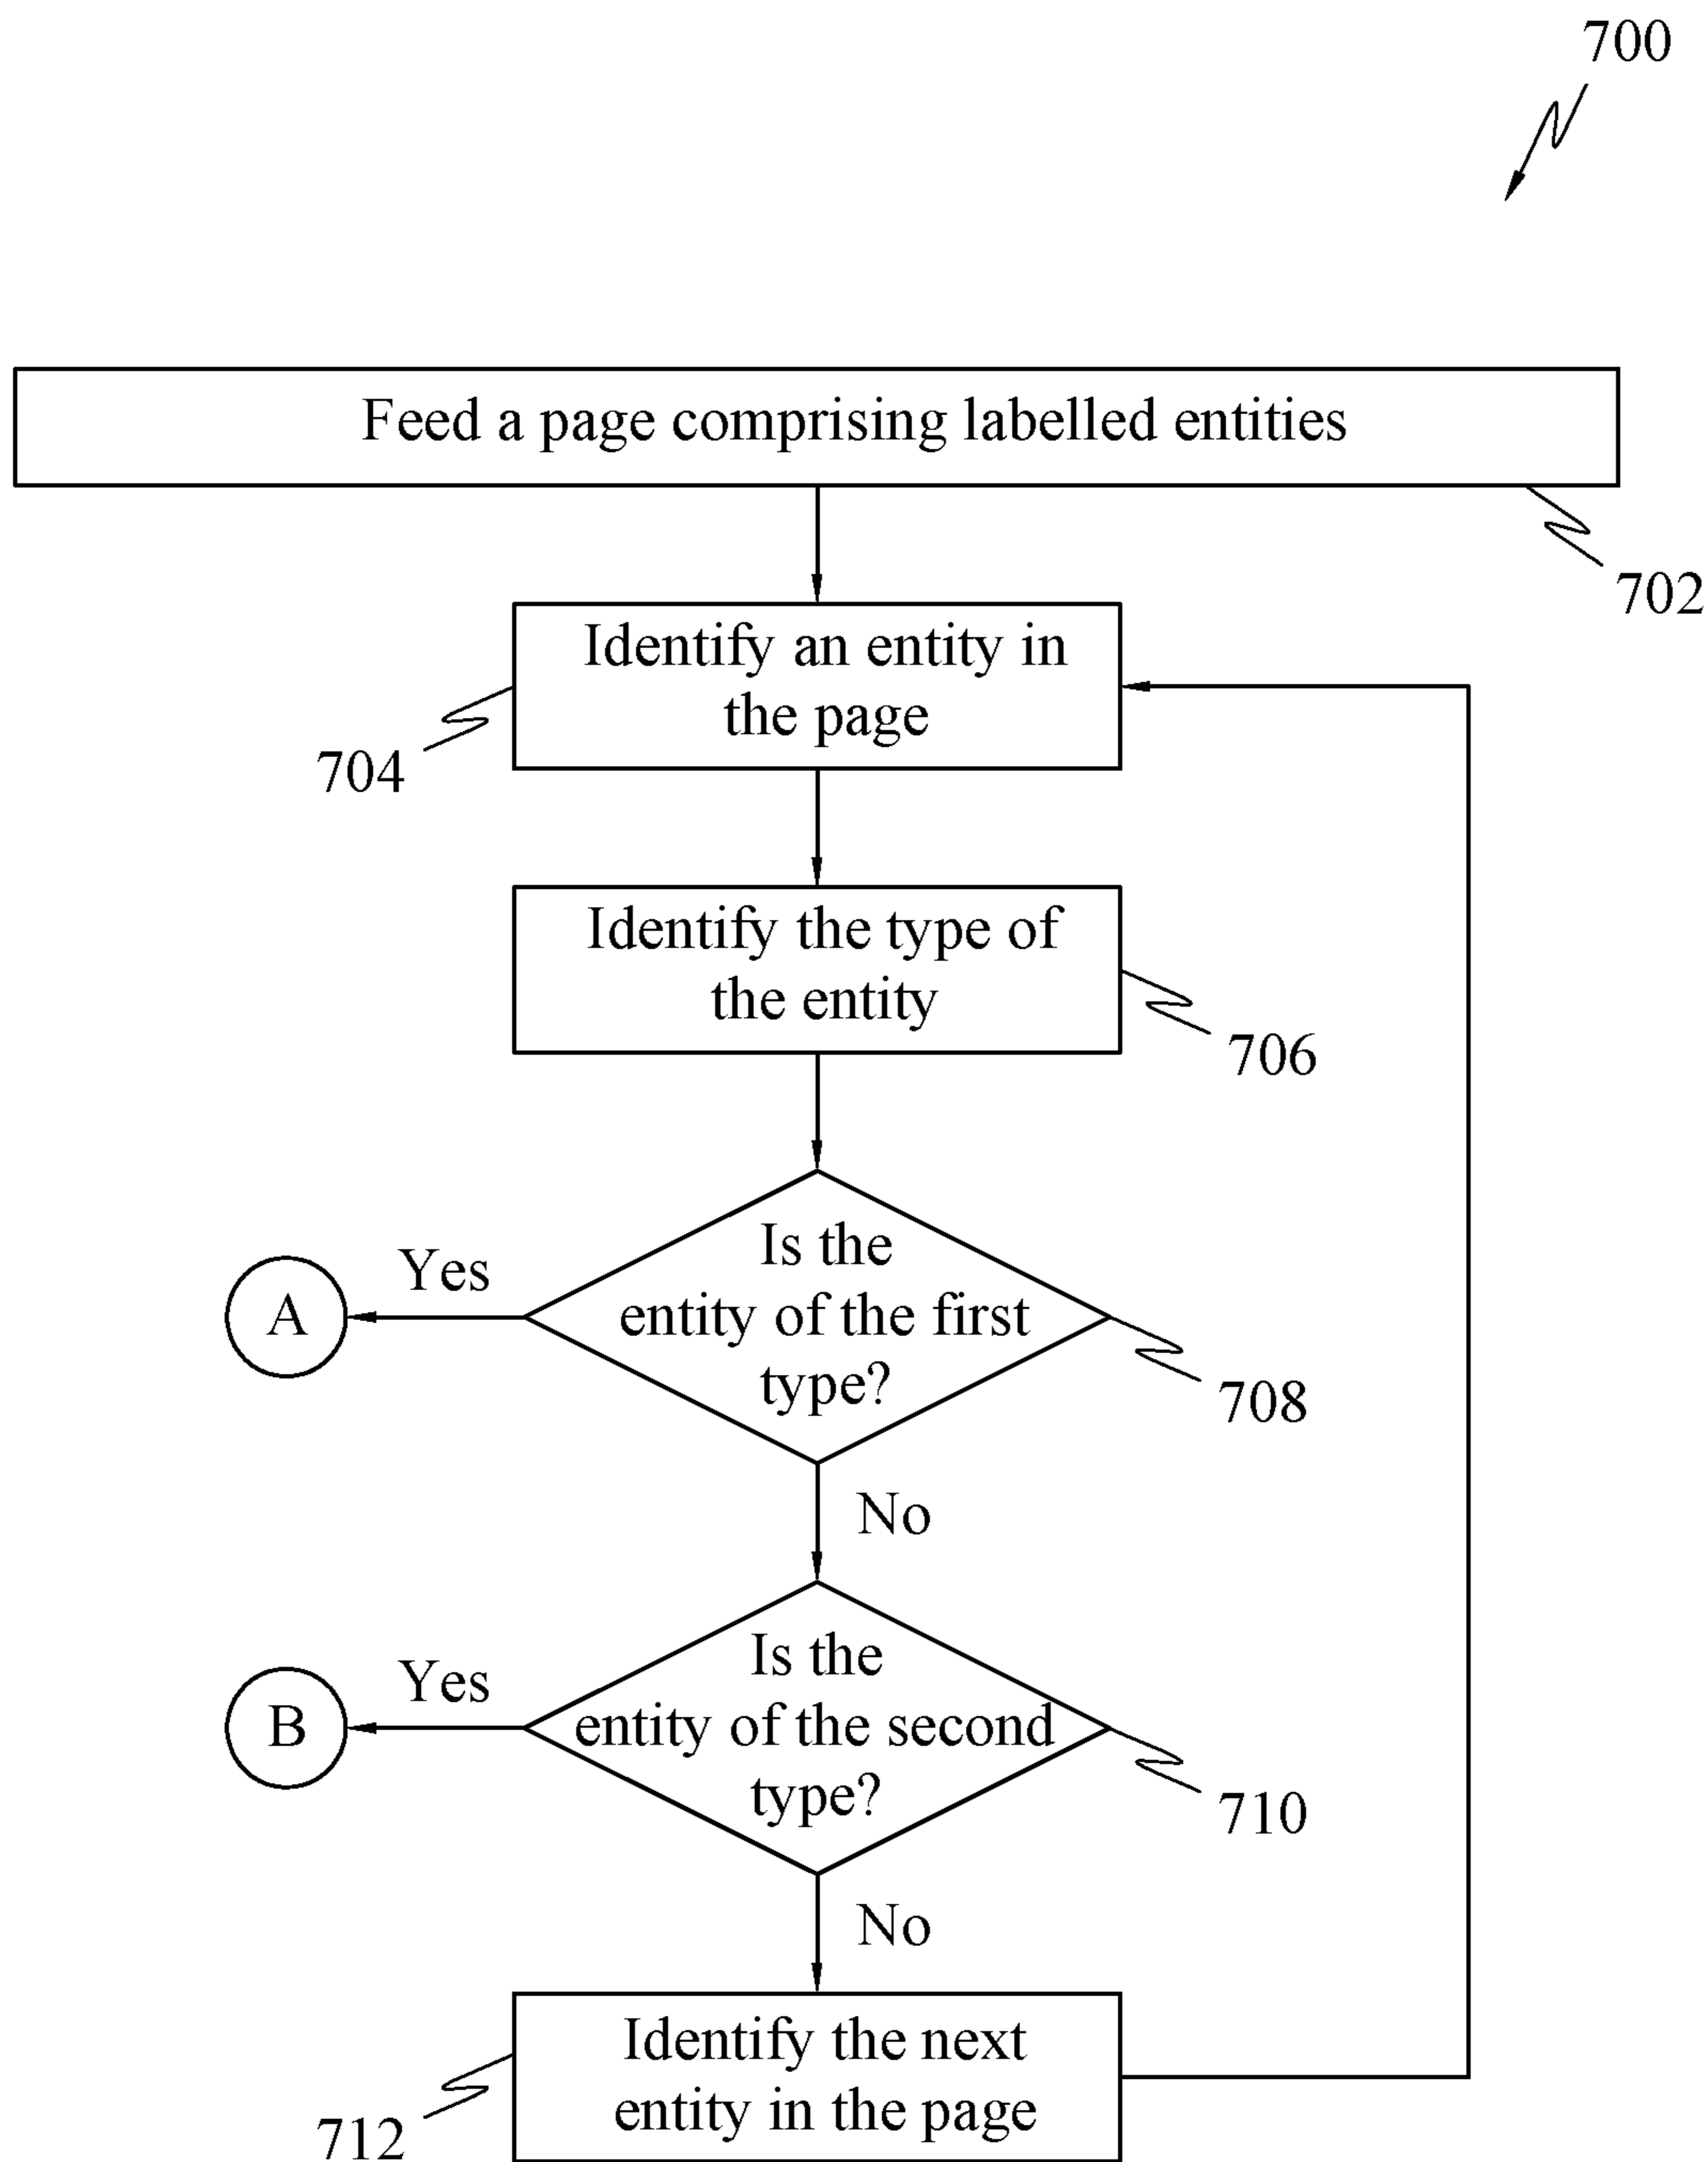 700
Feed a page comprising labelled entities
702
Identify an entity in
the page
704
Identify the type of
the entity
706
Is the
entity of the first
type?
Yes
A
708
No
Is the
entity of the second
type?
Yes
B
710
No
Identify the next
entity in the page
712